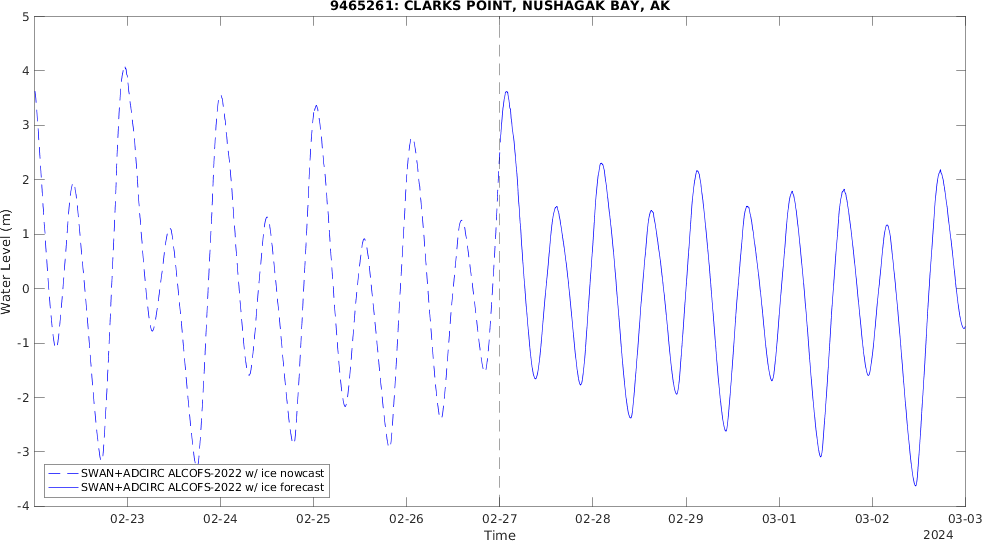 9465261: CLARKS POINT, NUSHAGAK BAY, AK
5
4
3
2
1
0
-1
-2
-3
-4
Water Level (m)
SWAN+ADCIRC ALCOFS-2022 w/ ice nowcast
SWAN+ADCIRC ALCOFS-2022 w/ ice forecast
02-23 02-24 02-25 02-26 02-27 02-28 02-29 03-01 03-02 03-03
Time
2024